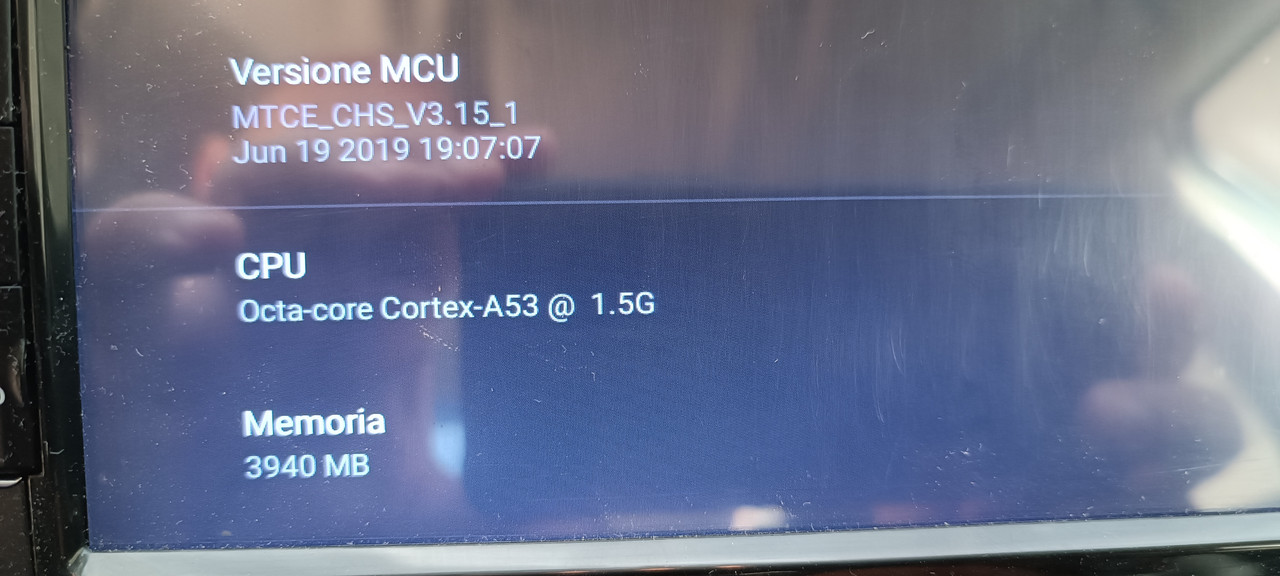 Versione MCU
MTCE_CHS_V3.15_1
Jun 19 2019 19:07:07
CPU
Octa-core Cortex-A53 @ 1.5G
Memoria
3940 MB